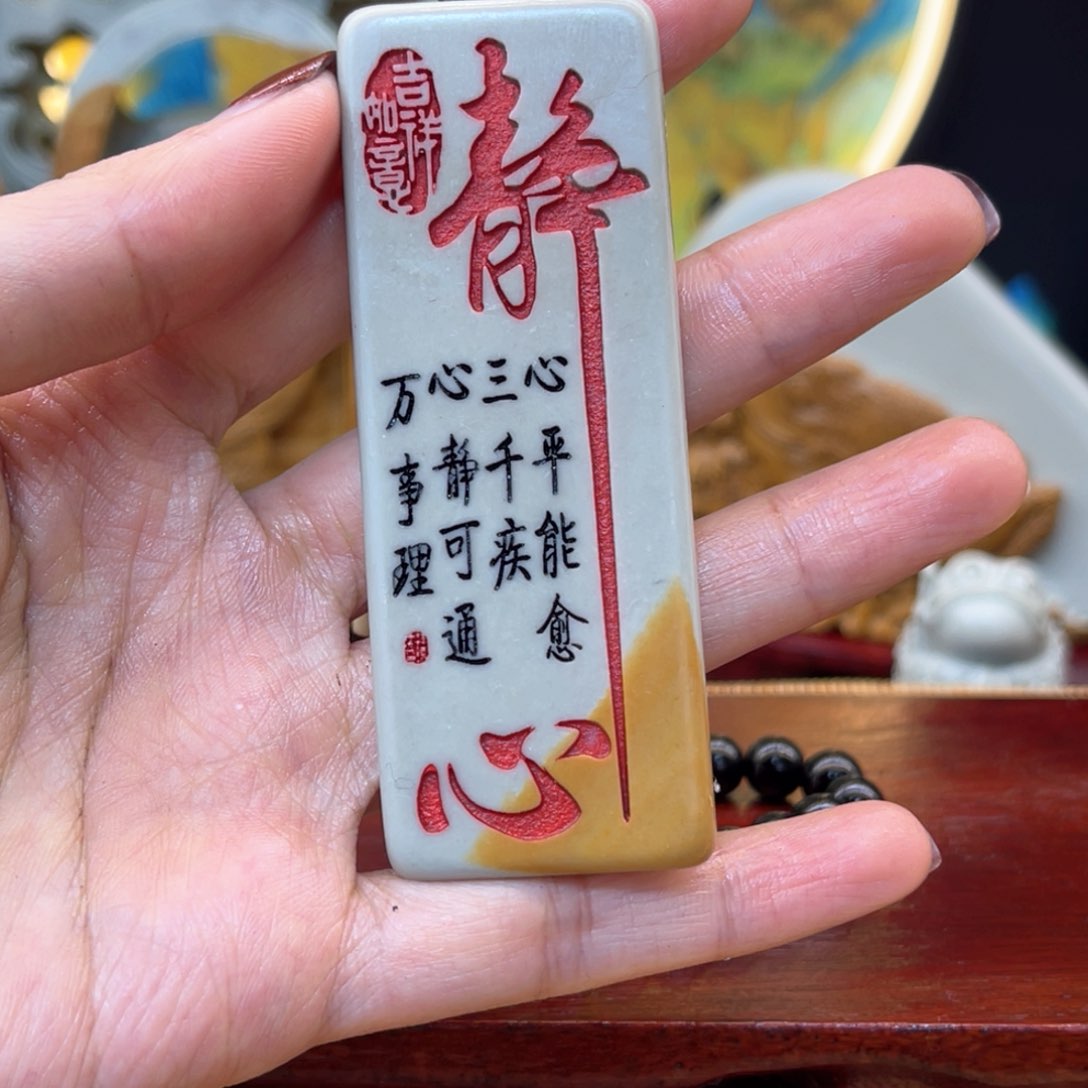 静心
吉祥
如意
心平能愈
三千疾
心静可通
万事理